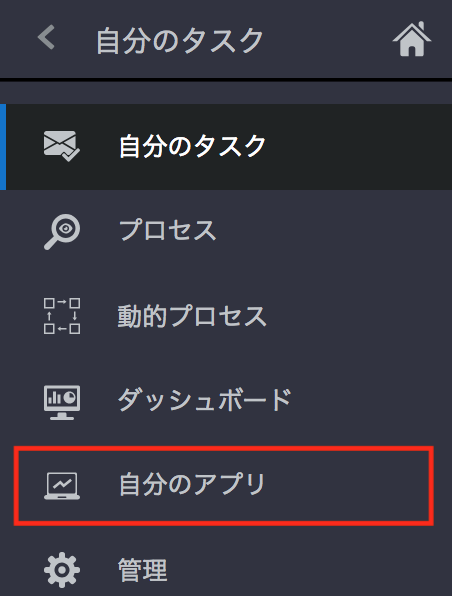 自分のタスク
自分のタスク
プロセス
動的プロセス
ダッシュボード
自分のアプリ
管理